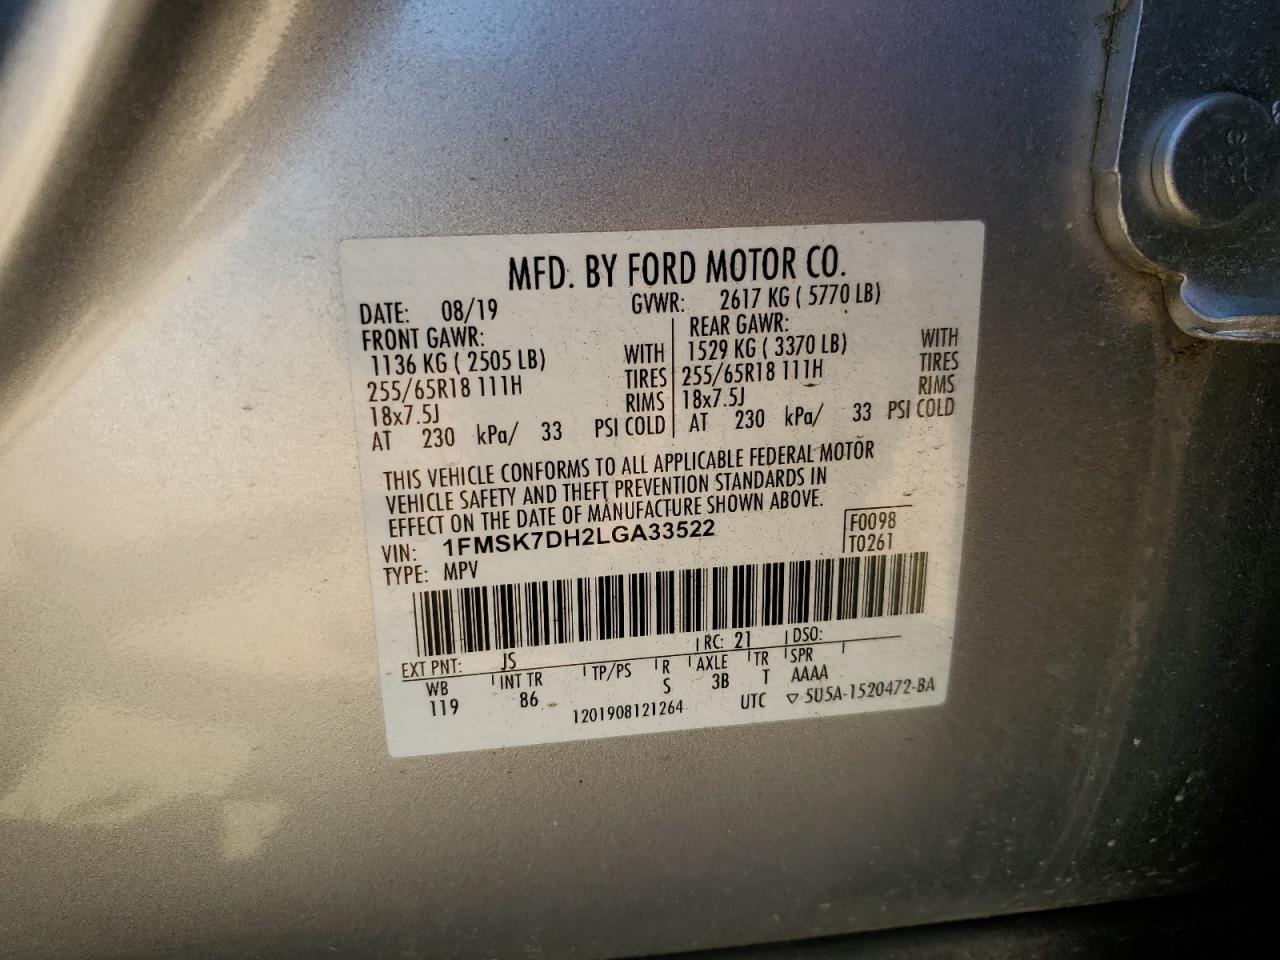 MFD. BY FORD MOTOR CO.
DATE: 08/19 GVWR: 2617 KG ( 5770 LB)
FRONT GAWR: REAR GAWR:
1136 KG ( 2505 LB) WITH 1529 KG ( 3370 LB) WITH
255/65R18 111H TIRES 255/65R18 111H TIRES
18x7.5J RIMS 18x7.5J RIMS
AT 230 kPa/ 33 PSI COLD AT 230 kPa/ 33 PSI COLD
THIS VEHICLE CONFORMS TO ALL APPLICABLE FEDERAL MOTOR
VEHICLE SAFETY AND THEFT PREVENTION STANDARDS IN
EFFECT ON THE DATE OF MANUFACTURE SHOWN ABOVE.
VIN: 1FMSK7DH2LGA33522 F0098
TYPE: MPV T0261
EXT PNT: JS RC: 21 DSO:
WB INT TR TP/PS R AXLE TR SPR
119 86 S 3B T AAAA
1201908121264 UTC ▽ 5U5A-1520472-BA